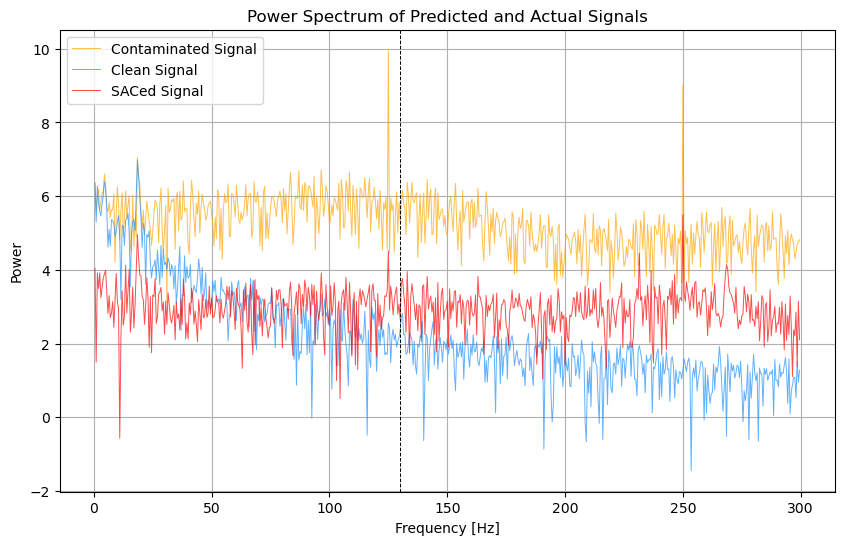 Power Spectrum of Predicted and Actual Signals
Contaminated Signal
Clean Signal
SACed Signal
Power
10
8
6
4
2
0
−2
0 50 100 150 200 250 300
Frequency [Hz]